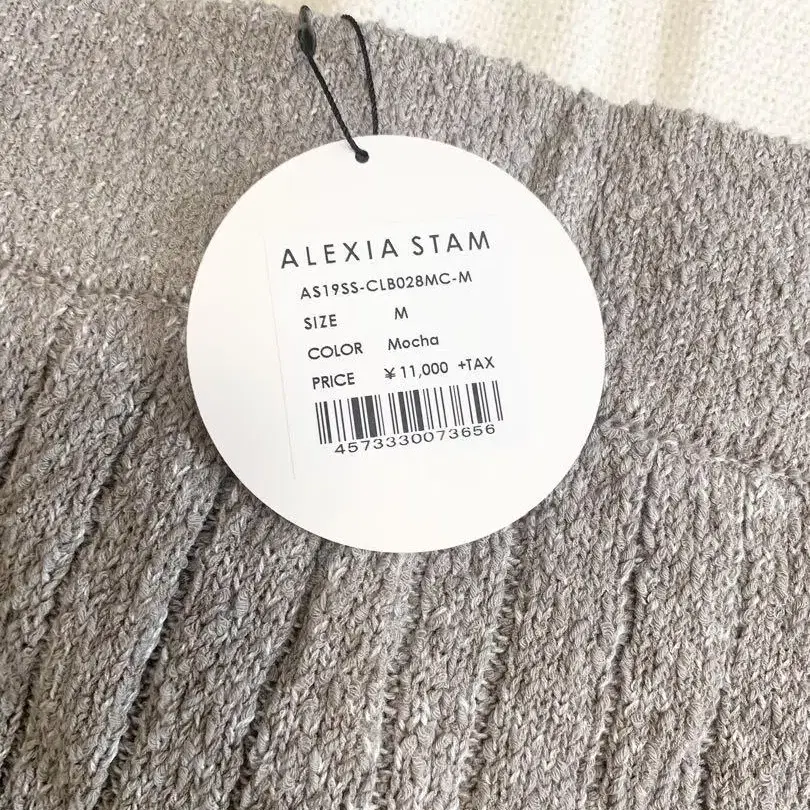 ALEXIA STAM
AS19SS-CLB028MC-M
SIZE M
COLOR Mocha
PRICE ¥11,000 +TAX
4573330073656